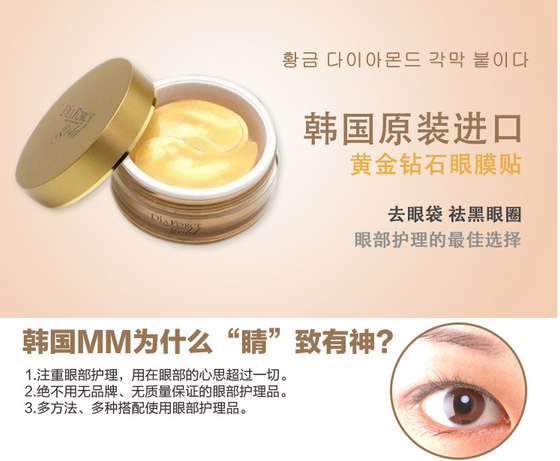 황금 다이아몬드 각막 붙이다
韩国原装进口
黄金钻石眼膜贴
去眼袋 祛黑眼圈
眼部护理的最佳选择
DIAFORCE
Gold
DIAFORCE
Gold
韩国MM为什么“睛”致有神?
1.注重眼部护理，用在眼部的心思超过一切。
2.绝不用无品牌、无质量保证的眼部护理品。
3.多方法、多种搭配使用眼部护理品。